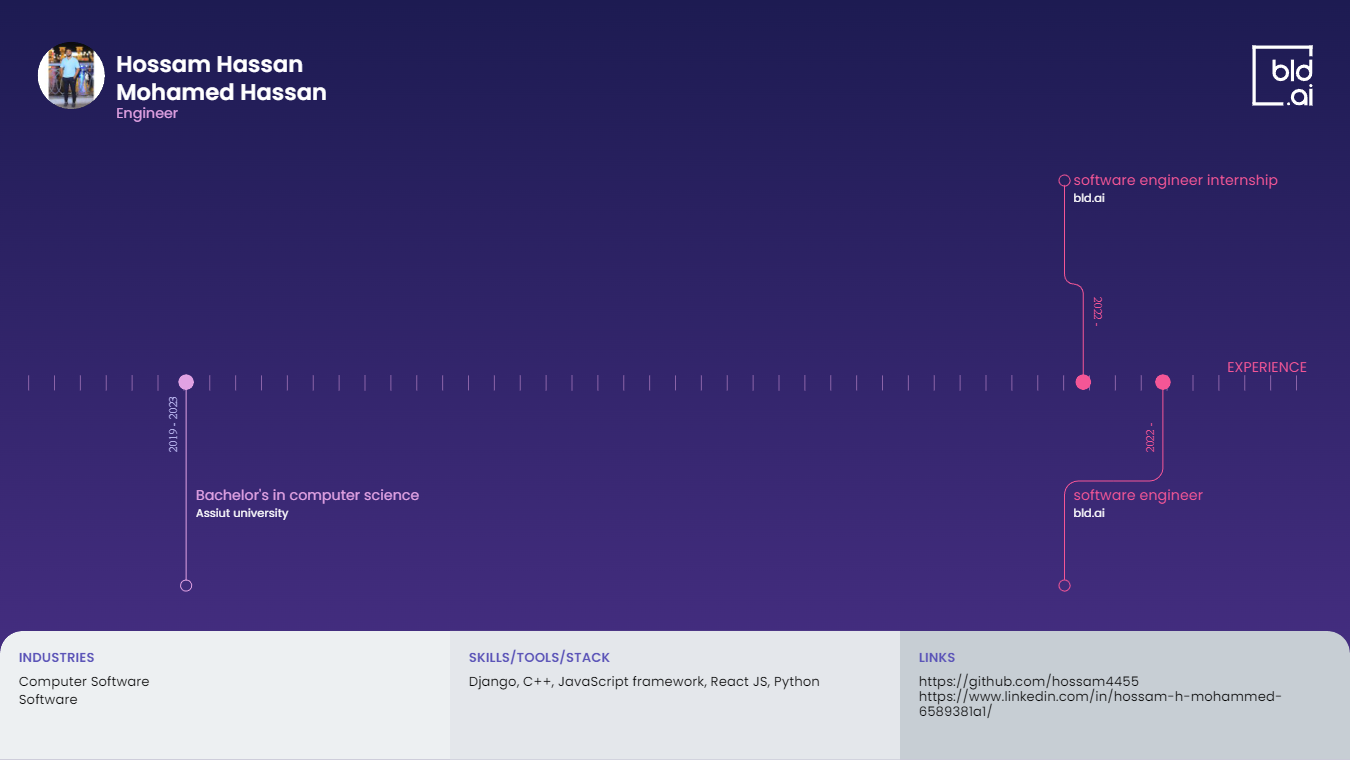 Hossam Hassan
Mohamed Hassan
Engineer
bld
.ai
software engineer internship
bld.ai
2022 -
EXPERIENCE
2019 - 2023
2022 -
Bachelor's in computer science
Assiut university
software engineer
bld.ai
INDUSTRIES
Computer Software
Software
SKILLS/TOOLS/STACK
Django, C++, JavaScript framework, React JS, Python
LINKS
https://github.com/hossam4455
https://www.linkedin.com/in/hossam-h-mohammed-
6589381a1/